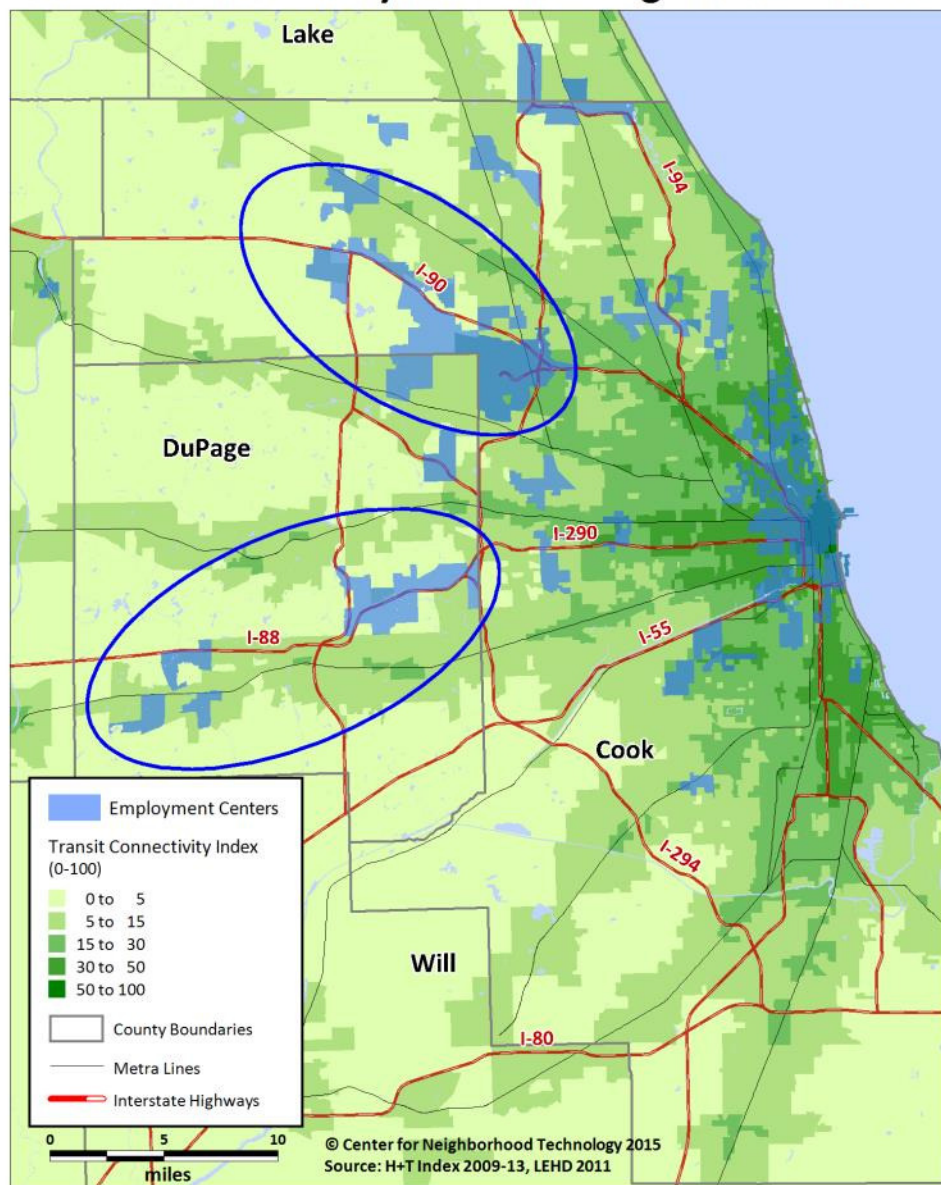 Lake
I-94
I-90
DuPage
I-290
I-88
I-55
Cook
I-294
Will
I-80
Employment Centers
Transit Connectivity Index
(0-100)
0 to 5
5 to 15
15 to 30
30 to 50
50 to 100
County Boundaries
Metra Lines
Interstate Highways
0 5 10
miles
© Center for Neighborhood Technology 2015
Source: H+T Index 2009-13, LEHD 2011